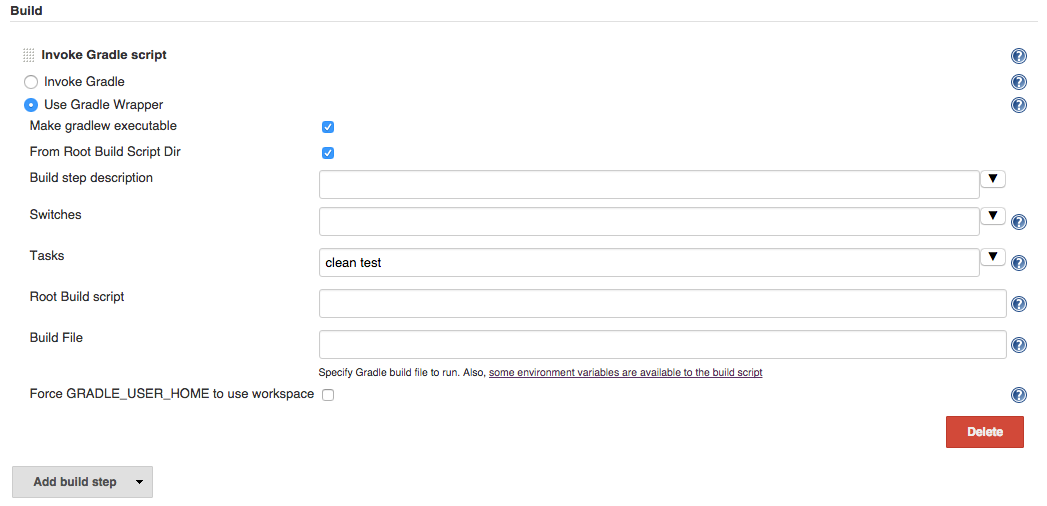 Build
Invoke Gradle script
Invoke Gradle
Use Gradle Wrapper
Make gradlew executable
From Root Build Script Dir
Build step description
Switches
Tasks
clean test
Root Build script
Build File
Specify Gradle build file to run. Also, some environment variables are available to the build script
Force GRADLE_USER_HOME to use workspace
Delete
Add build step